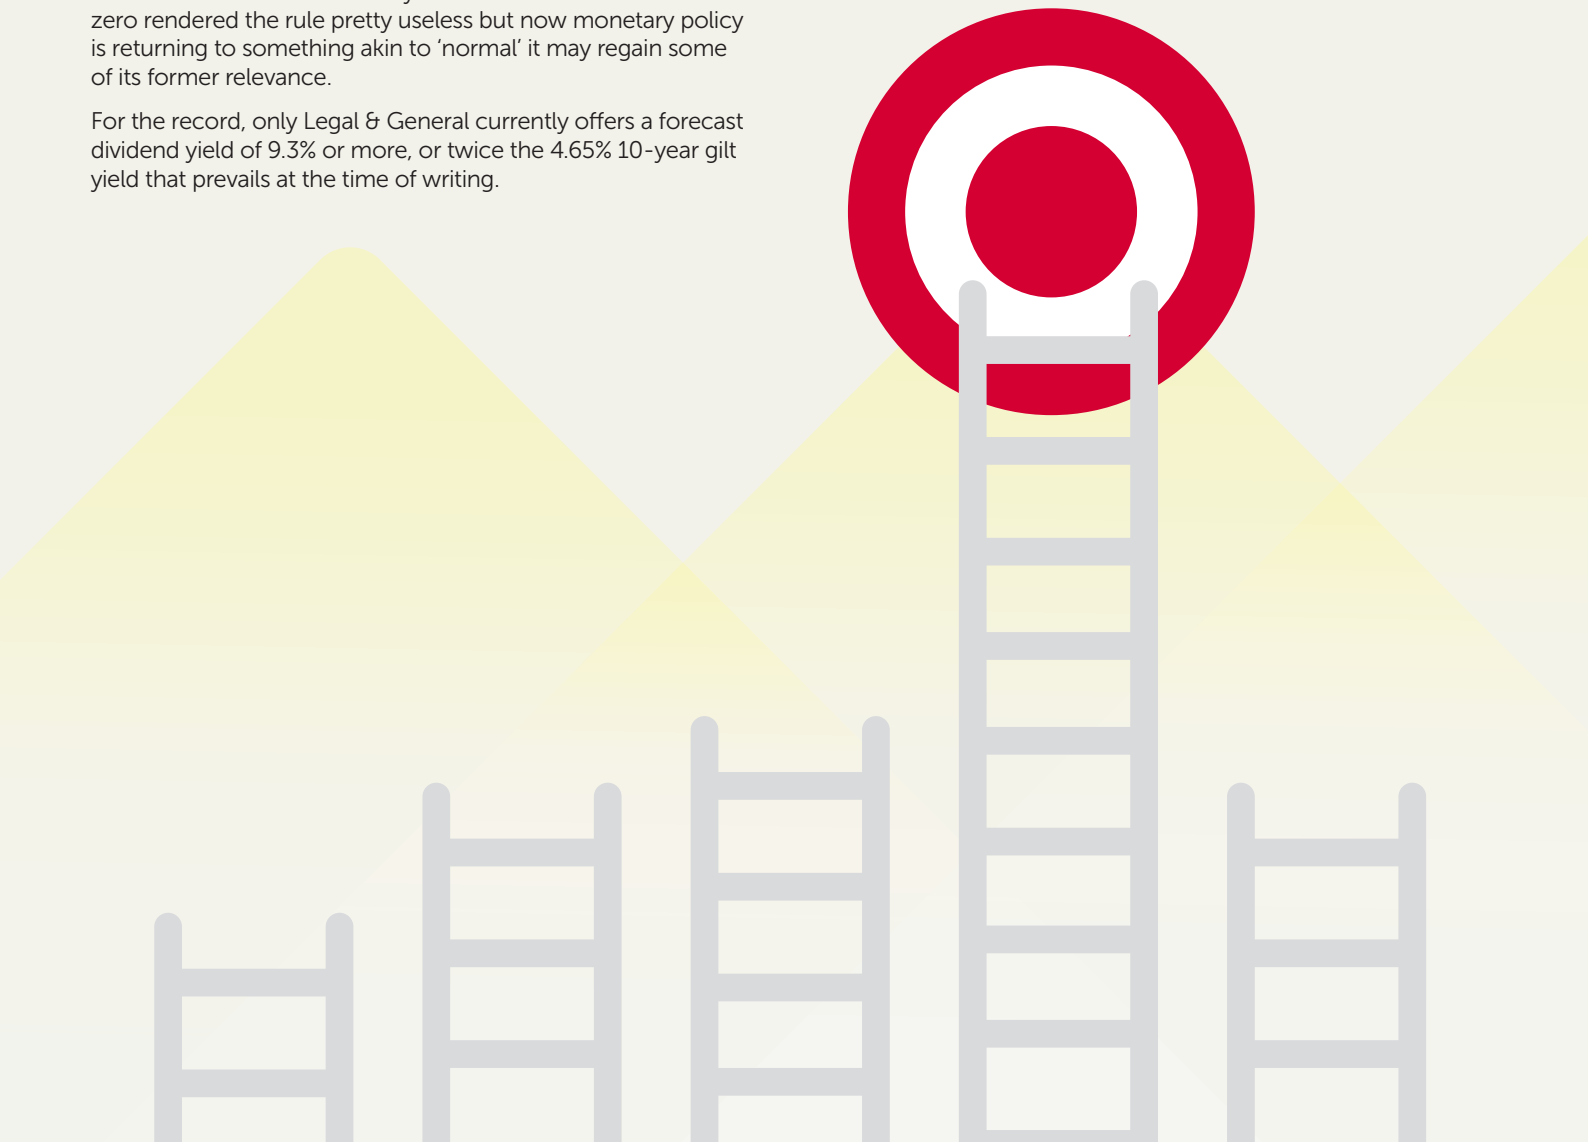 zero rendered the rule pretty useless but now monetary policy
is returning to something akin to ‘normal’ it may regain some
of its former relevance.
For the record, only Legal & General currently offers a forecast
dividend yield of 9.3% or more, or twice the 4.65% 10-year gilt
yield that prevails at the time of writing.